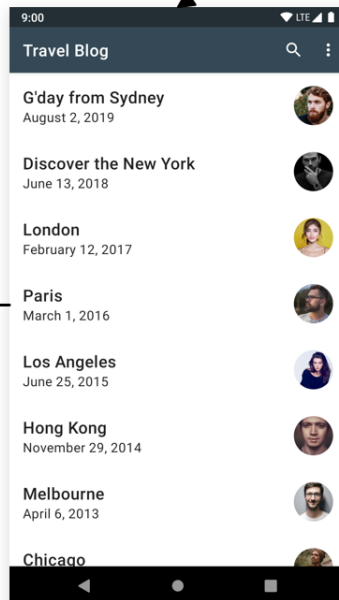 9:00 LTE
Travel Blog
G'day from Sydney
August 2, 2019
Discover the New York
June 13, 2018
London
February 12, 2017
Paris
March 1, 2016
Los Angeles
June 25, 2015
Hong Kong
November 29, 2014
Melbourne
April 6, 2013
Chicago